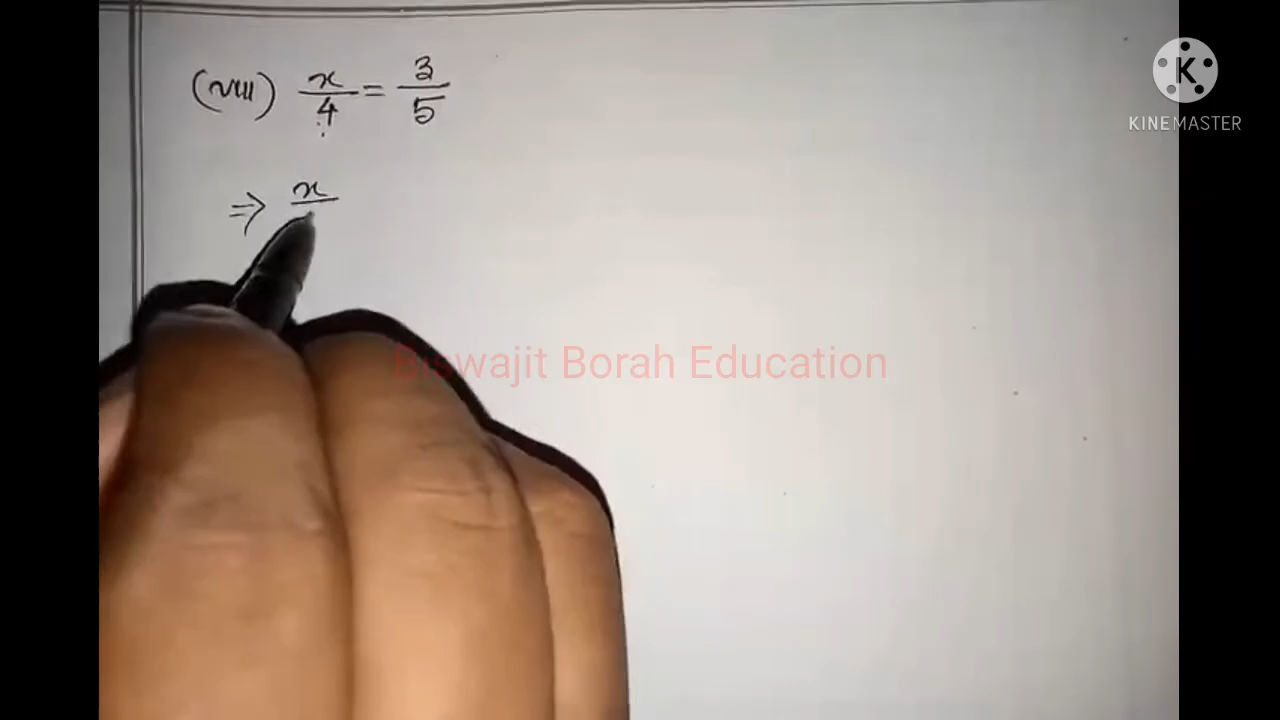 (viii) x/4 = 3/5
⇒ x/
K
KINEMASTER
Biswajit Borah Education